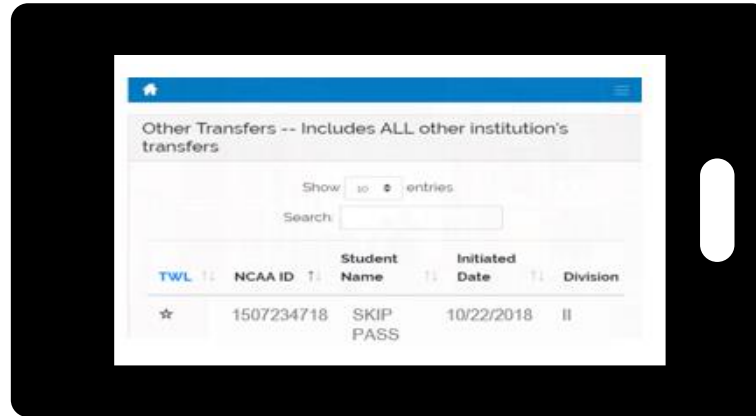 Other Transfers -- Includes ALL other institution's
transfers
Show 10 entries
Search:
TWL NCAA ID Student Name Initiated Date Division
1507234718 SKIP PASS 10/22/2018 II